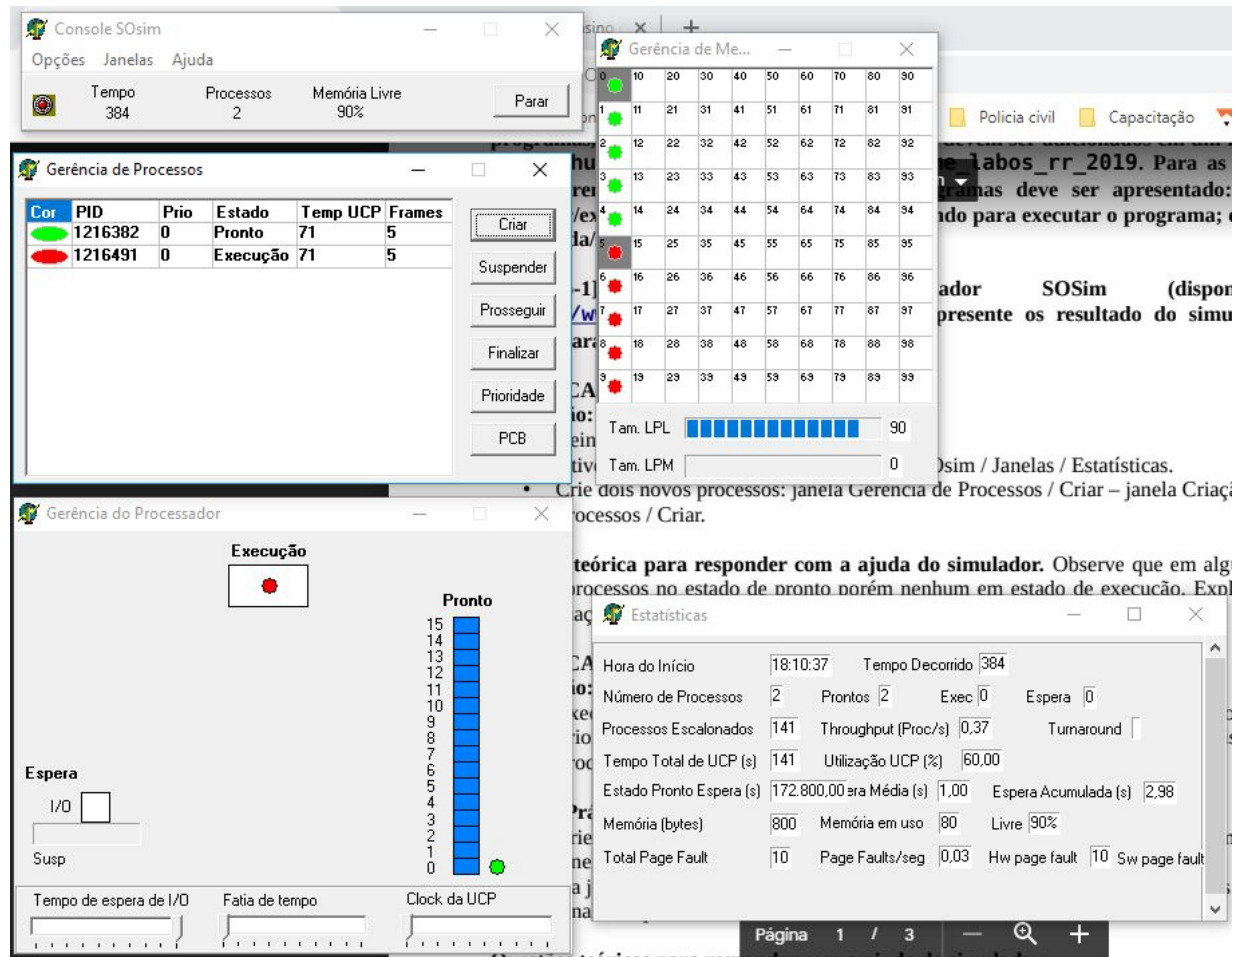 Console SOsim
Opções Janelas Ajuda
Tempo Processos Memória Livre
384 2 90% Parar
Gerência de Processos
Cor PID Prio Estado Temp UCP Frames
1216382 0 Pronto 71 5
1216491 0 Execução 71 5
Criar
Suspender
Prosseguir
Finalizar
Prioridade
PCB
Gerência do Processador
Execução
Pronto
15
14
13
12
11
10
9
8
7
6
5
4
3
2
1
0
Espera
I/O
Susp
Tempo de espera de I/O Fatia de tempo Clock da UCP
Gerência de Me...
0 10 20 30 40 50 60 70 80 90
1 11 21 31 41 51 61 71 81 91
2 12 22 32 42 52 62 72 82 92
3 13 23 33 43 53 63 73 83 93
4 14 24 34 44 54 64 74 84 94
5 15 25 35 45 55 65 75 85 95
6 16 26 36 46 56 66 76 86 96
7 17 27 37 47 57 67 77 87 97
8 18 28 38 48 58 68 78 88 98
9 19 29 39 49 59 69 79 89 99
Tam. LPL 90
Tam. LPM 0
Policia civil Capacitação
labos_rr_2019. Para as
gramas deve ser apresentado:
ndo para executar o programa;
ador SOSim (dispon
presente os resultado do simu
Osim / Janelas / Estatísticas.
• Crie dois novos processos: janela Gerência de Processos / Criar – janela Criaç
rocessos / Criar.
teórica para responder com a ajuda do simulador. Observe que em alg
processos no estado de pronto porém nenhum em estado de execução. Expl
Estatísticas
Hora do Início 18:10:37 Tempo Decorrido 384
Número de Processos 2 Prontos 2 Exec 0 Espera 0
Processos Escalonados 141 Throughput (Proc/s) 0,37 Turnaround
Tempo Total de UCP (s) 141 Utilização UCP (%) 60,00
Estado Pronto Espera (s) 172.800,00 era Média (s) 1,00 Espera Acumulada (s) 2,98
Memória (bytes) 800 Memória em uso 80 Livre 90%
Total Page Fault 10 Page Faults/seg 0,03 Hw page fault 10 Sw page fault
Página 1 / 3